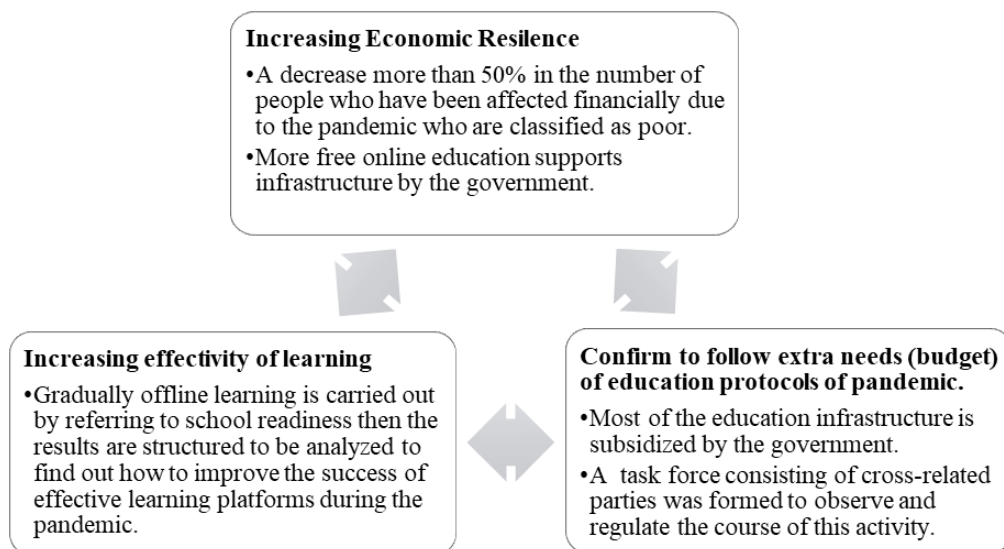 Increasing Economic Resilence
•A decrease more than 50% in the number of
people who have been affected financially due
to the pandemic who are classified as poor.
•More free online education supports
infrastructure by the government.
Increasing effectivity of learning
•Gradually offline learning is carried out
by referring to school readiness then the
results are structured to be analyzed to
find out how to improve the success of
effective learning platforms during the
pandemic.
Confirm to follow extra needs (budget)
of education protocols of pandemic.
•Most of the education infrastructure is
subsidized by the government.
•A task force consisting of cross-related
parties was formed to observe and
regulate the course of this activity.